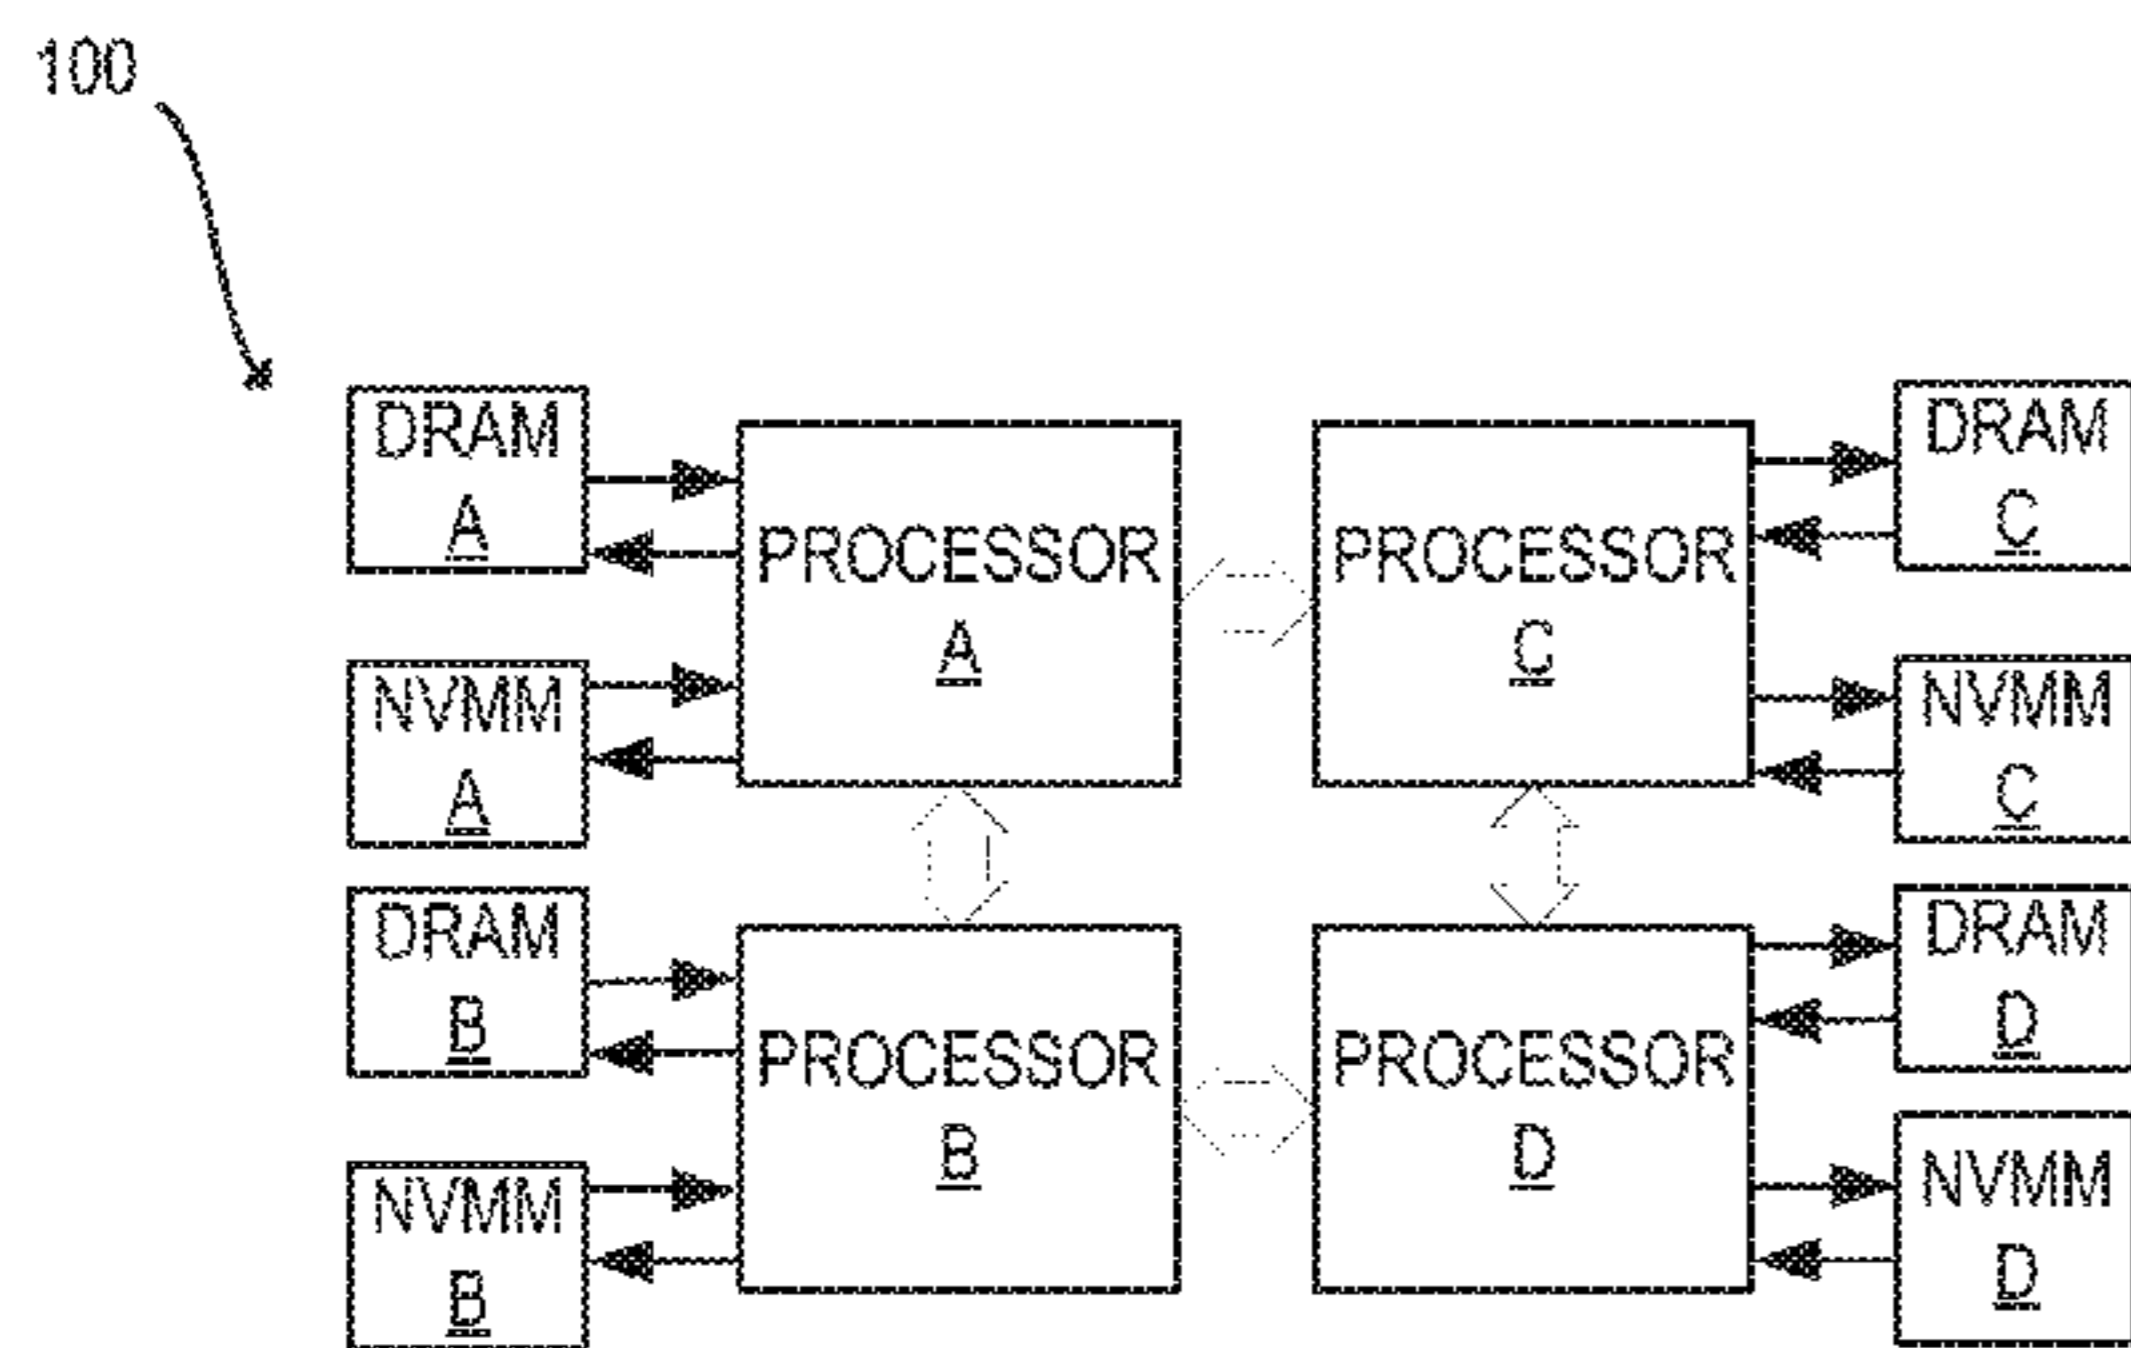 100
DRAM
A
PROCESSOR
A
NVMM
A
PROCESSOR
C
DRAM
C
NVMM
C
DRAM
B
PROCESSOR
B
NVMM
B
PROCESSOR
D
DRAM
D
NVMM
D